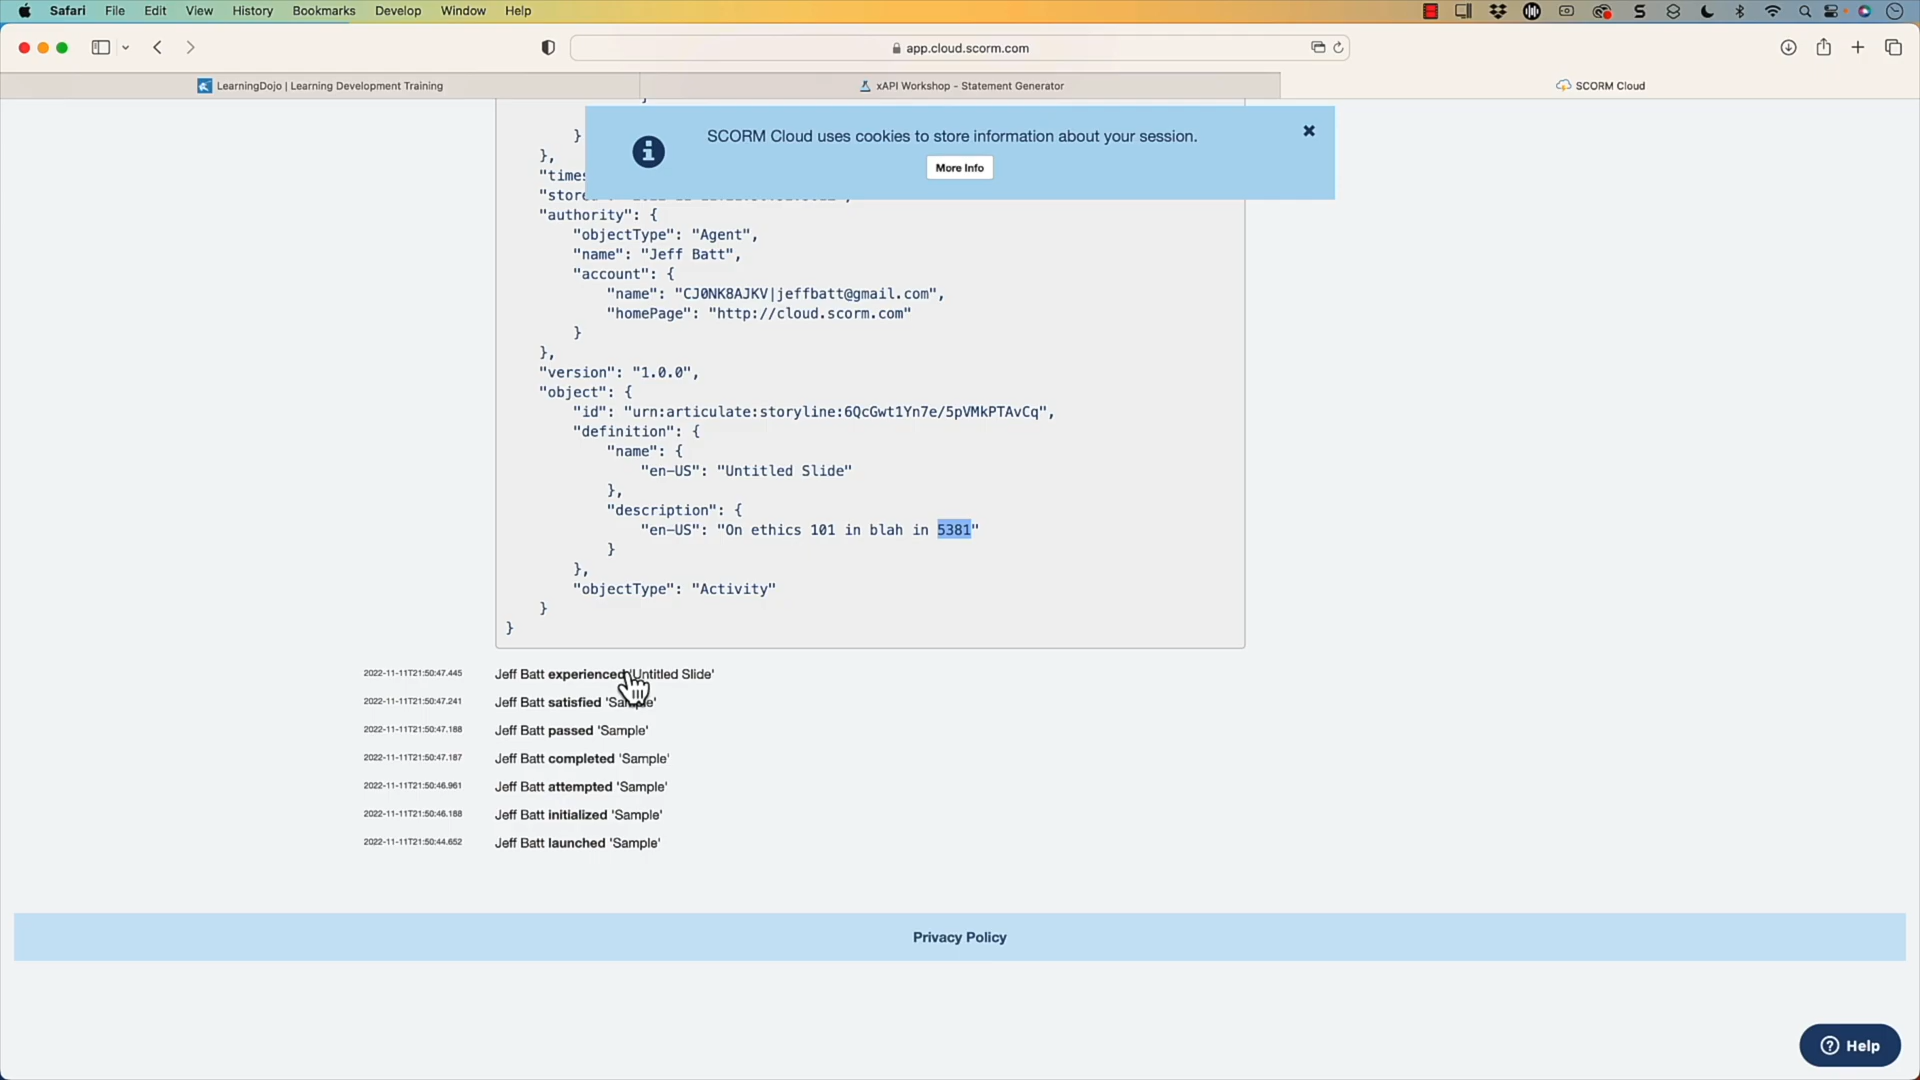 Safari File Edit View History Bookmarks Develop Window Help
app.cloud.scorm.com
LearningDojo | Learning Development Training
xAPI Workshop - Statement Generator
SCORM Cloud
SCORM Cloud uses cookies to store information about your session.
More Info
}
},
"times
"store
"authority": {
"objectType": "Agent",
"name": "Jeff Batt",
"account": {
"name": "CJ0NK8AJKV|jeffbatt@gmail.com",
"homePage": "http://cloud.scorm.com"
}
},
"version": "1.0.0",
"object": {
"id": "urn:articulate:storyline:6QcGwt1Yn7e/5pVMkPTAvCq",
"definition": {
"name": {
"en-US": "Untitled Slide"
},
"description": {
"en-US": "On ethics 101 in blah in 5381"
}
},
"objectType": "Activity"
}
}
2022-11-11T21:50:47.445 Jeff Batt experienced 'Untitled Slide'
2022-11-11T21:50:47.241 Jeff Batt satisfied 'Sample'
2022-11-11T21:50:47.188 Jeff Batt passed 'Sample'
2022-11-11T21:50:47.187 Jeff Batt completed 'Sample'
2022-11-11T21:50:46.961 Jeff Batt attempted 'Sample'
2022-11-11T21:50:46.188 Jeff Batt initialized 'Sample'
2022-11-11T21:50:44.652 Jeff Batt launched 'Sample'
Privacy Policy
Help